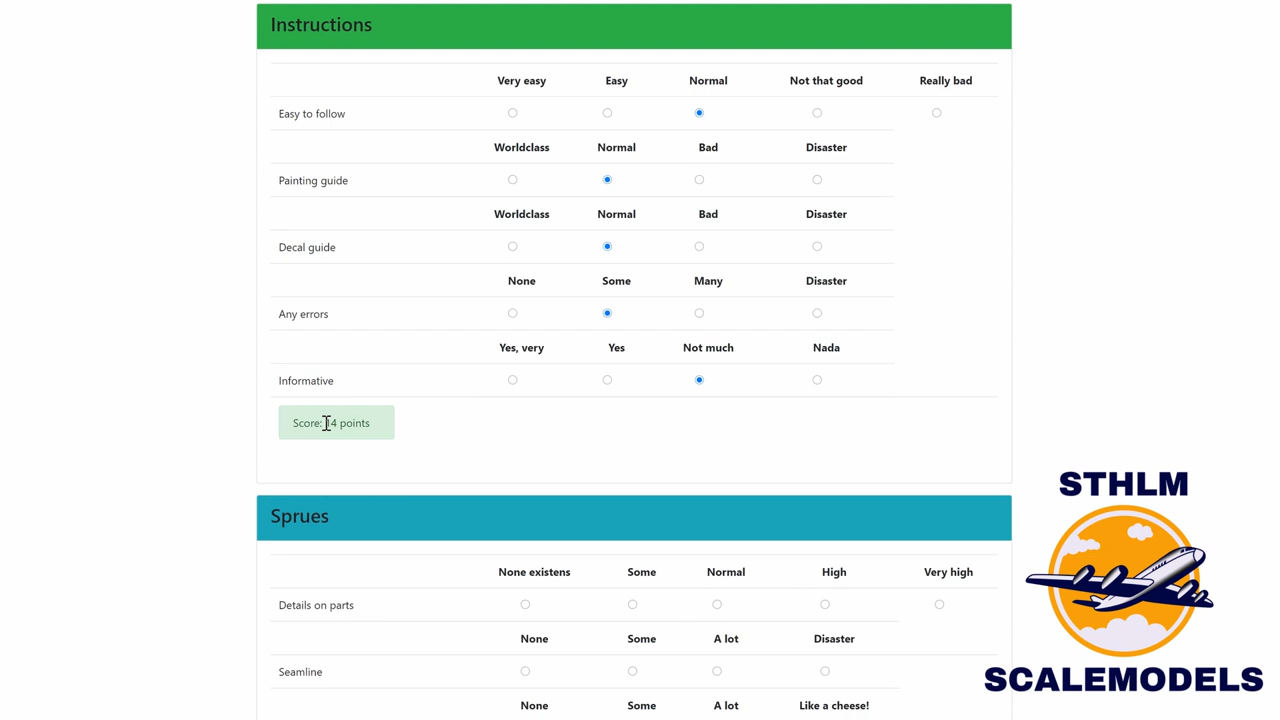 Instructions
Very easy Easy Normal Not that good Really bad
Easy to follow
Worldclass Normal Bad Disaster
Painting guide
Worldclass Normal Bad Disaster
Decal guide
None Some Many Disaster
Any errors
Yes, very Yes Not much Nada
Informative
Score: 14 points
Sprues
None existens Some Normal High Very high
Details on parts
None Some A lot Disaster
Seamline
None Some A lot Like a cheese!
STHLM
SCALEMODELS